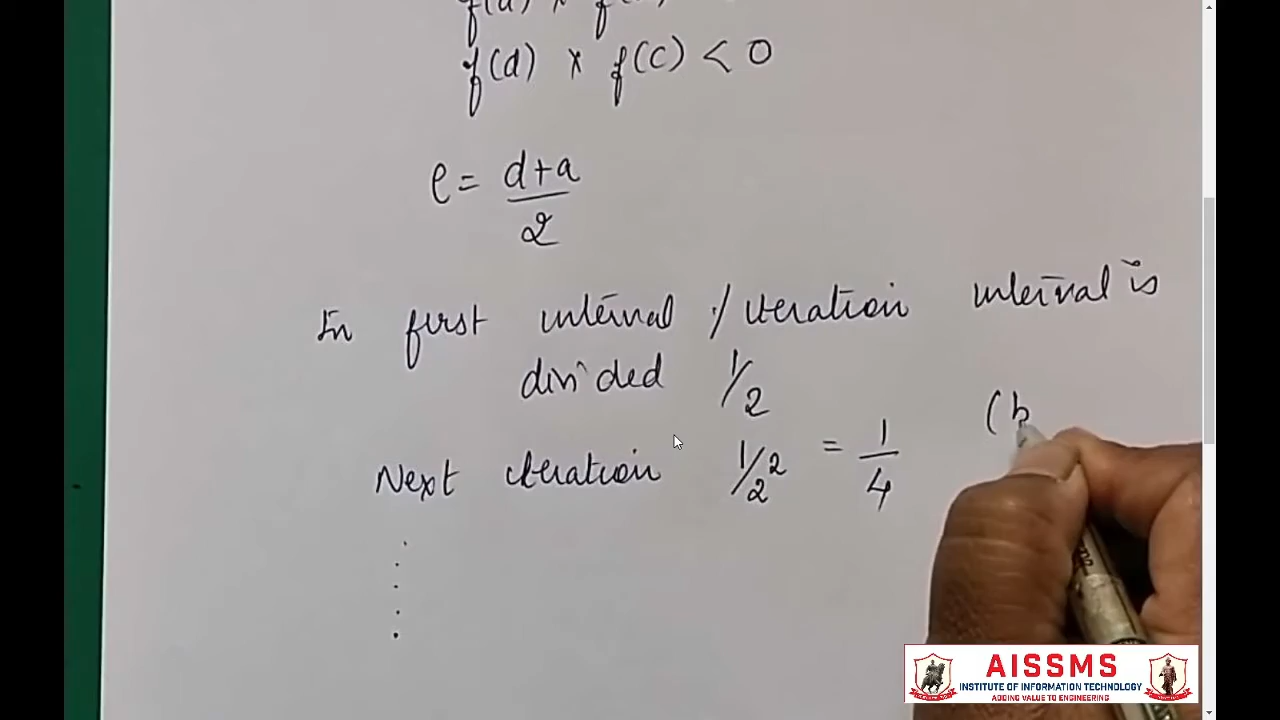 f(d) × f(c) < 0
e = d+a / 2
In first interval / iteration interval is
divided 1/2
Next iteration 1/2² = 1/4 (b
.
.
.
.
.
AISSMS
INSTITUTE OF INFORMATION TECHNOLOGY
ADDING VALUE TO ENGINEERING